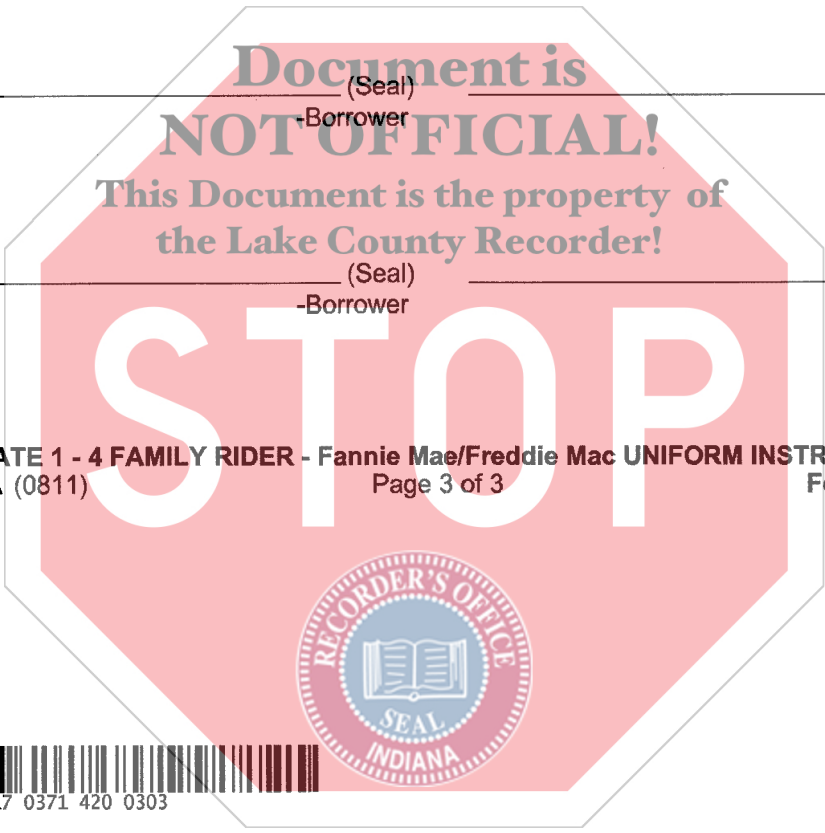 Document is
(Seal)
-Borrower
NOT OFFICIAL!
This Document is the property of
the Lake County Recorder!
(Seal)
-Borrower
STOP
ATE 1 - 4 FAMILY RIDER - Fannie Mae/Freddie Mac UNIFORM INSTR
(0811)
Page 3 of 3
RECORDER'S OFFICE
SEAL
INDIANA
7 0371 420 0303